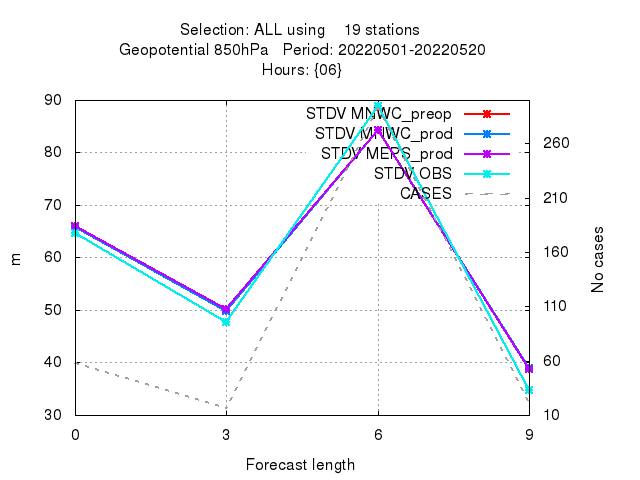 Selection: ALL using 19 stations
Geopotential 850hPa Period: 20220501-20220520
Hours: {06}
STDV MNWC_preop
STDV MNWC_prod
STDV MEPS_prod
STDV OBS
CASES
90
80
70
60
50
40
30
m
260
210
160
110
60
10
No cases
0 3 6 9
Forecast length